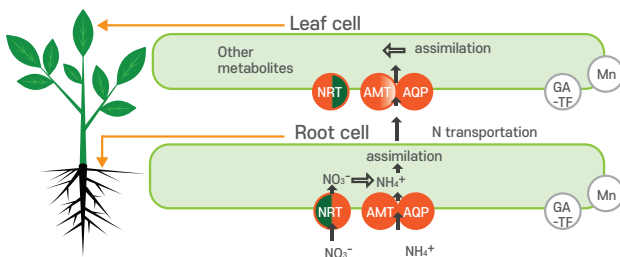 Leaf cell
Other
metabolites
assimilation
NRT
AMT
AQP
GA
-TF
Mn
Root cell
N transportation
assimilation
NO₃⁻
NH₄⁺
NRT
AMT
AQP
GA
-TF
Mn
NO₃⁻
NH₄⁺